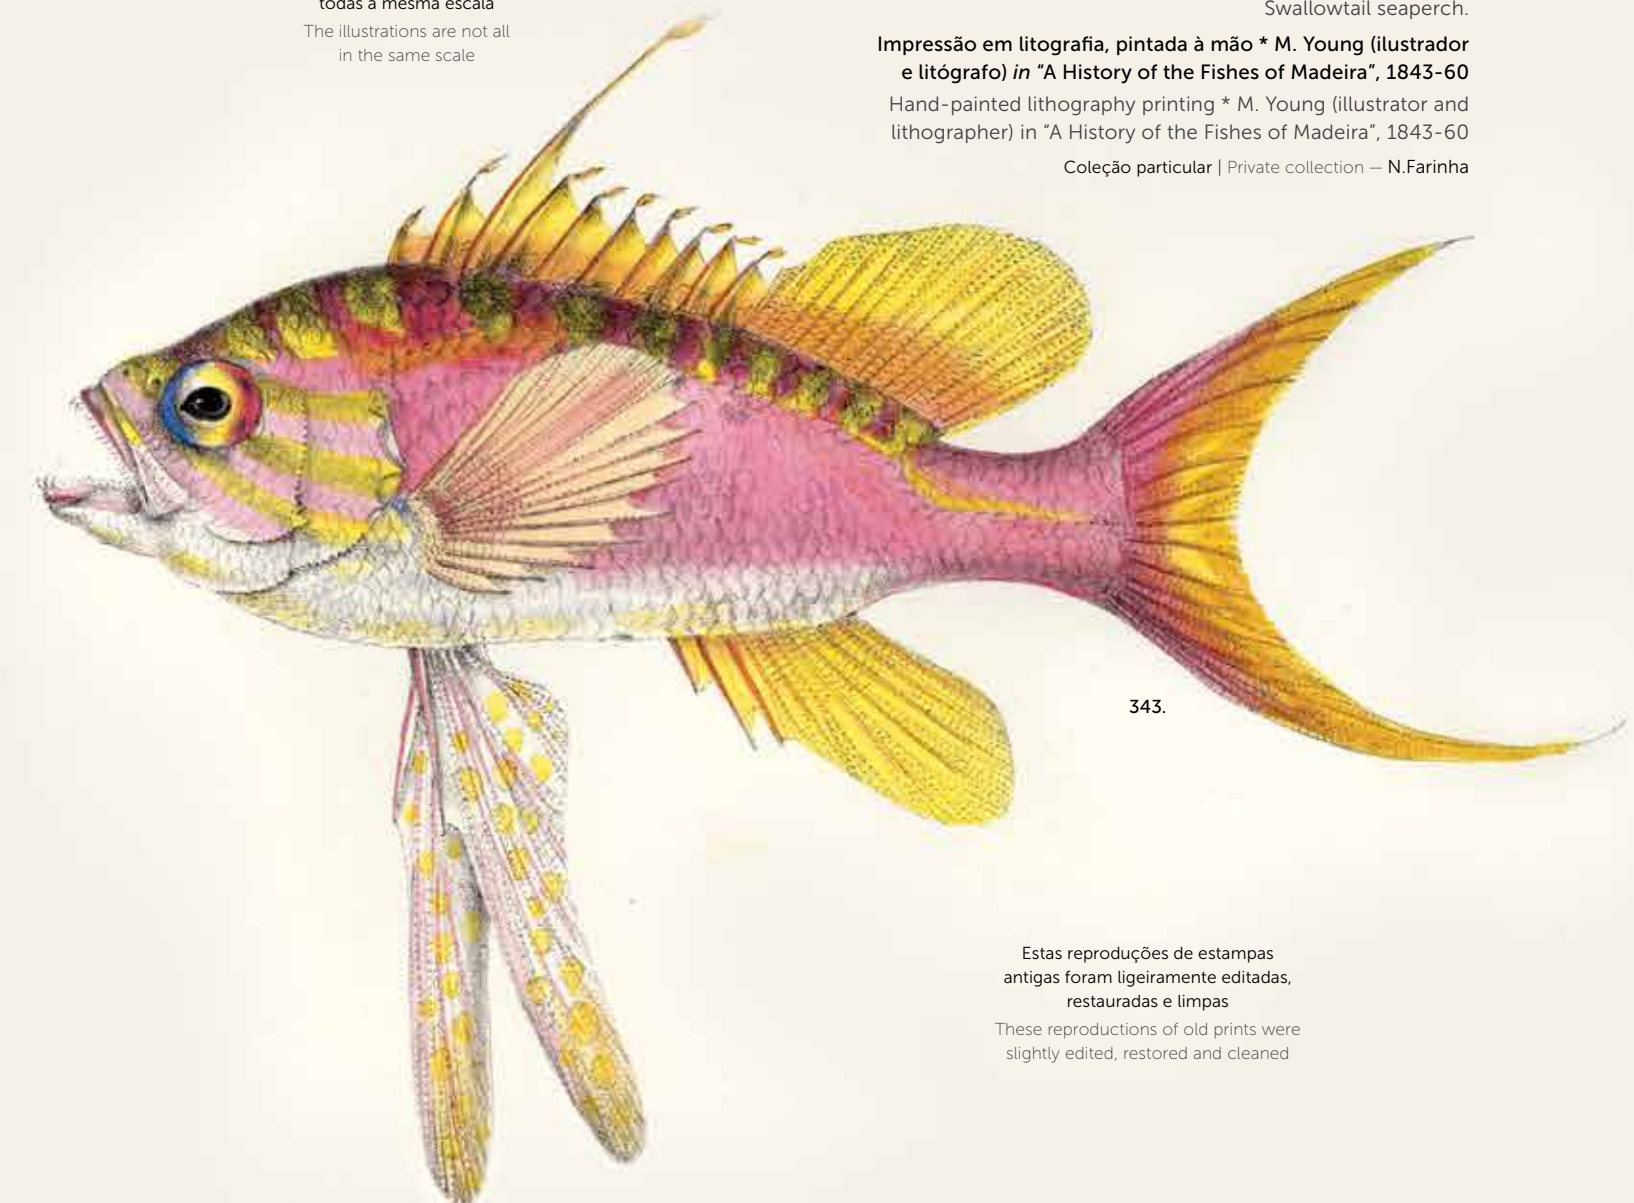 todas à mesma escala
The illustrations are not all
in the same scale
Swallowtail seaperch.
Impressão em litografia, pintada à mão * M. Young (ilustrador
e litógrafo) in “A History of the Fishes of Madeira”, 1843-60
Hand-painted lithography printing * M. Young (illustrator and
lithographer) in “A History of the Fishes of Madeira”, 1843-60
Coleção particular | Private collection — N.Farinha
343.
Estas reproduções de estampas
antigas foram ligeiramente editadas,
restauradas e limpas
These reproductions of old prints were
slightly edited, restored and cleaned